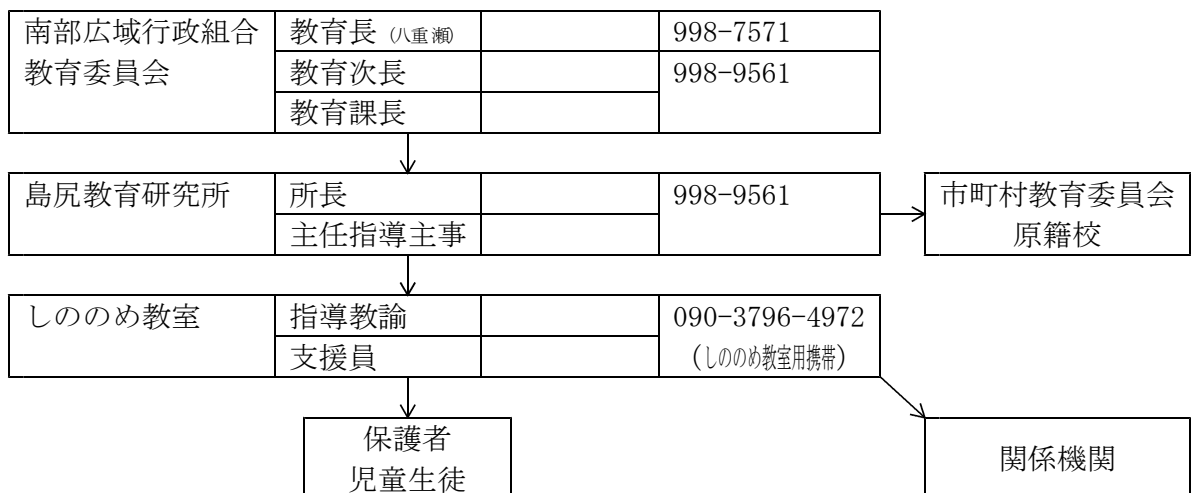 南部広域行政組合 教育長 (八重瀬) 998-7571
教育委員会 教育次長 998-9561
教育課長
島尻教育研究所 所長 998-9561
主任指導主事
市町村教育委員会
原籍校
しののめ教室 指導教諭 090-3796-4972
支援員 (しののめ教室用携帯)
保護者
児童生徒
関係機関